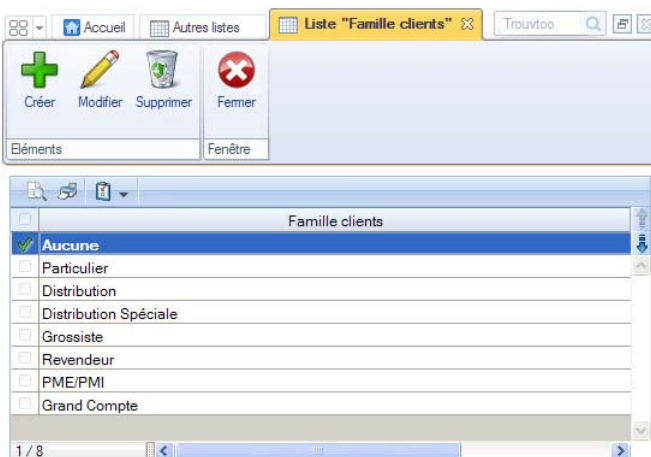 Accueil Autres listes Liste "Famille clients" Trouvtoo
Créer Modifier Supprimer Fermer
Eléments Fenêtre
Famille clients
Aucune
Particulier
Distribution
Distribution Spéciale
Grossiste
Revendeur
PME/PMI
Grand Compte
1 / 8